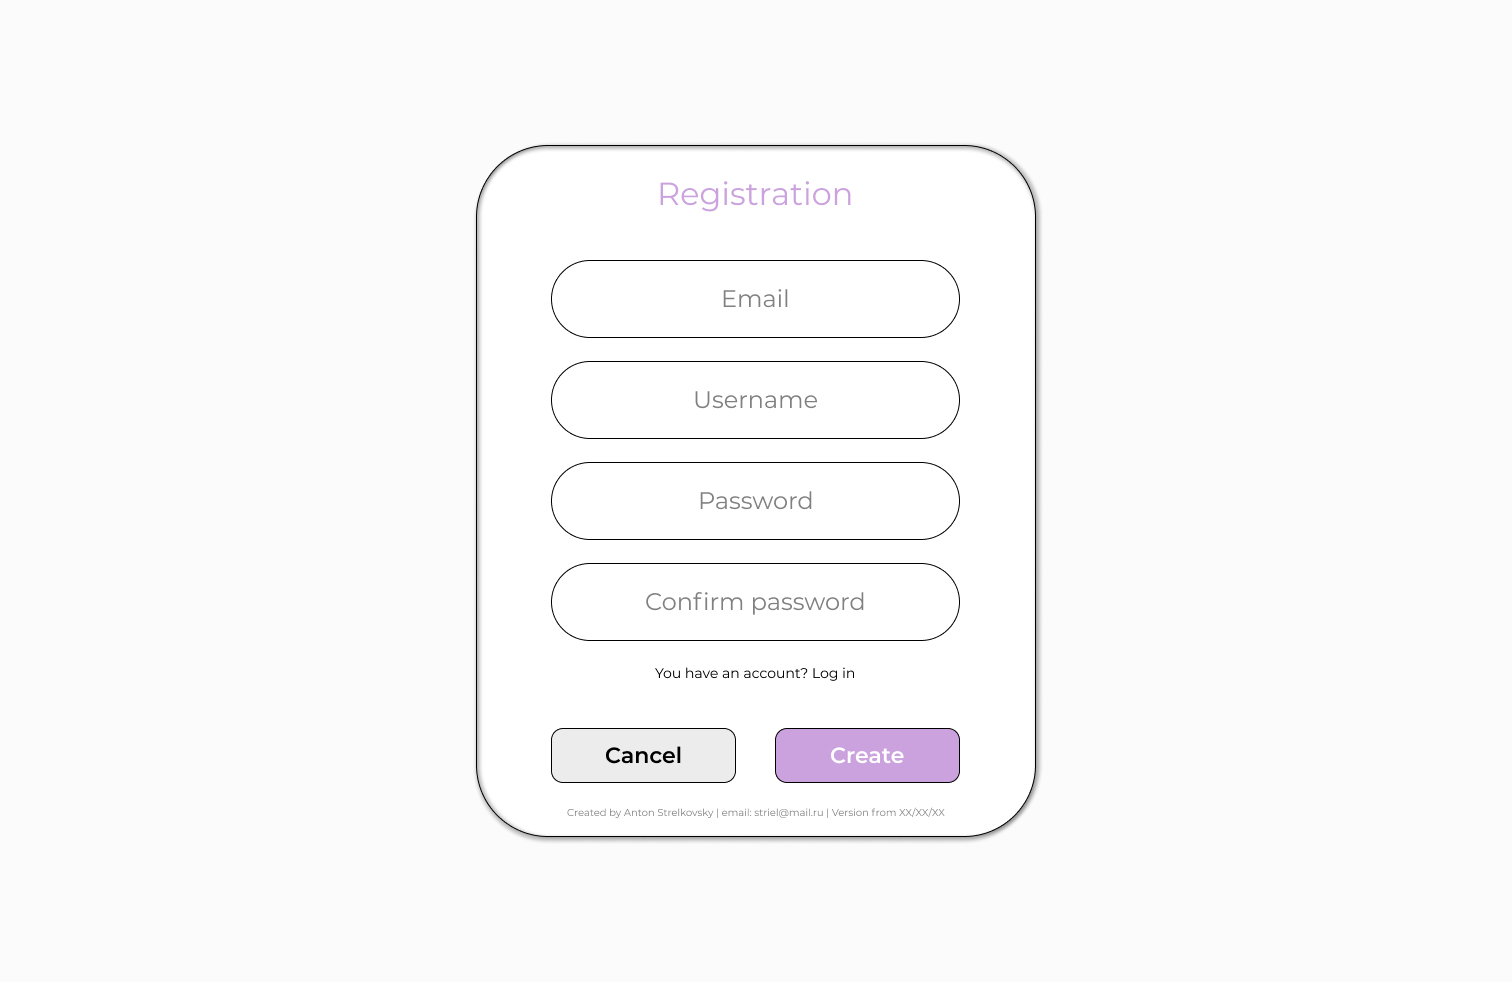 Registration
Email
Username
Password
Confirm password
You have an account? Log in
Cancel
Create
Created by Anton Strelkovsky | email: striel@mail.ru | Version from XX/XX/XX